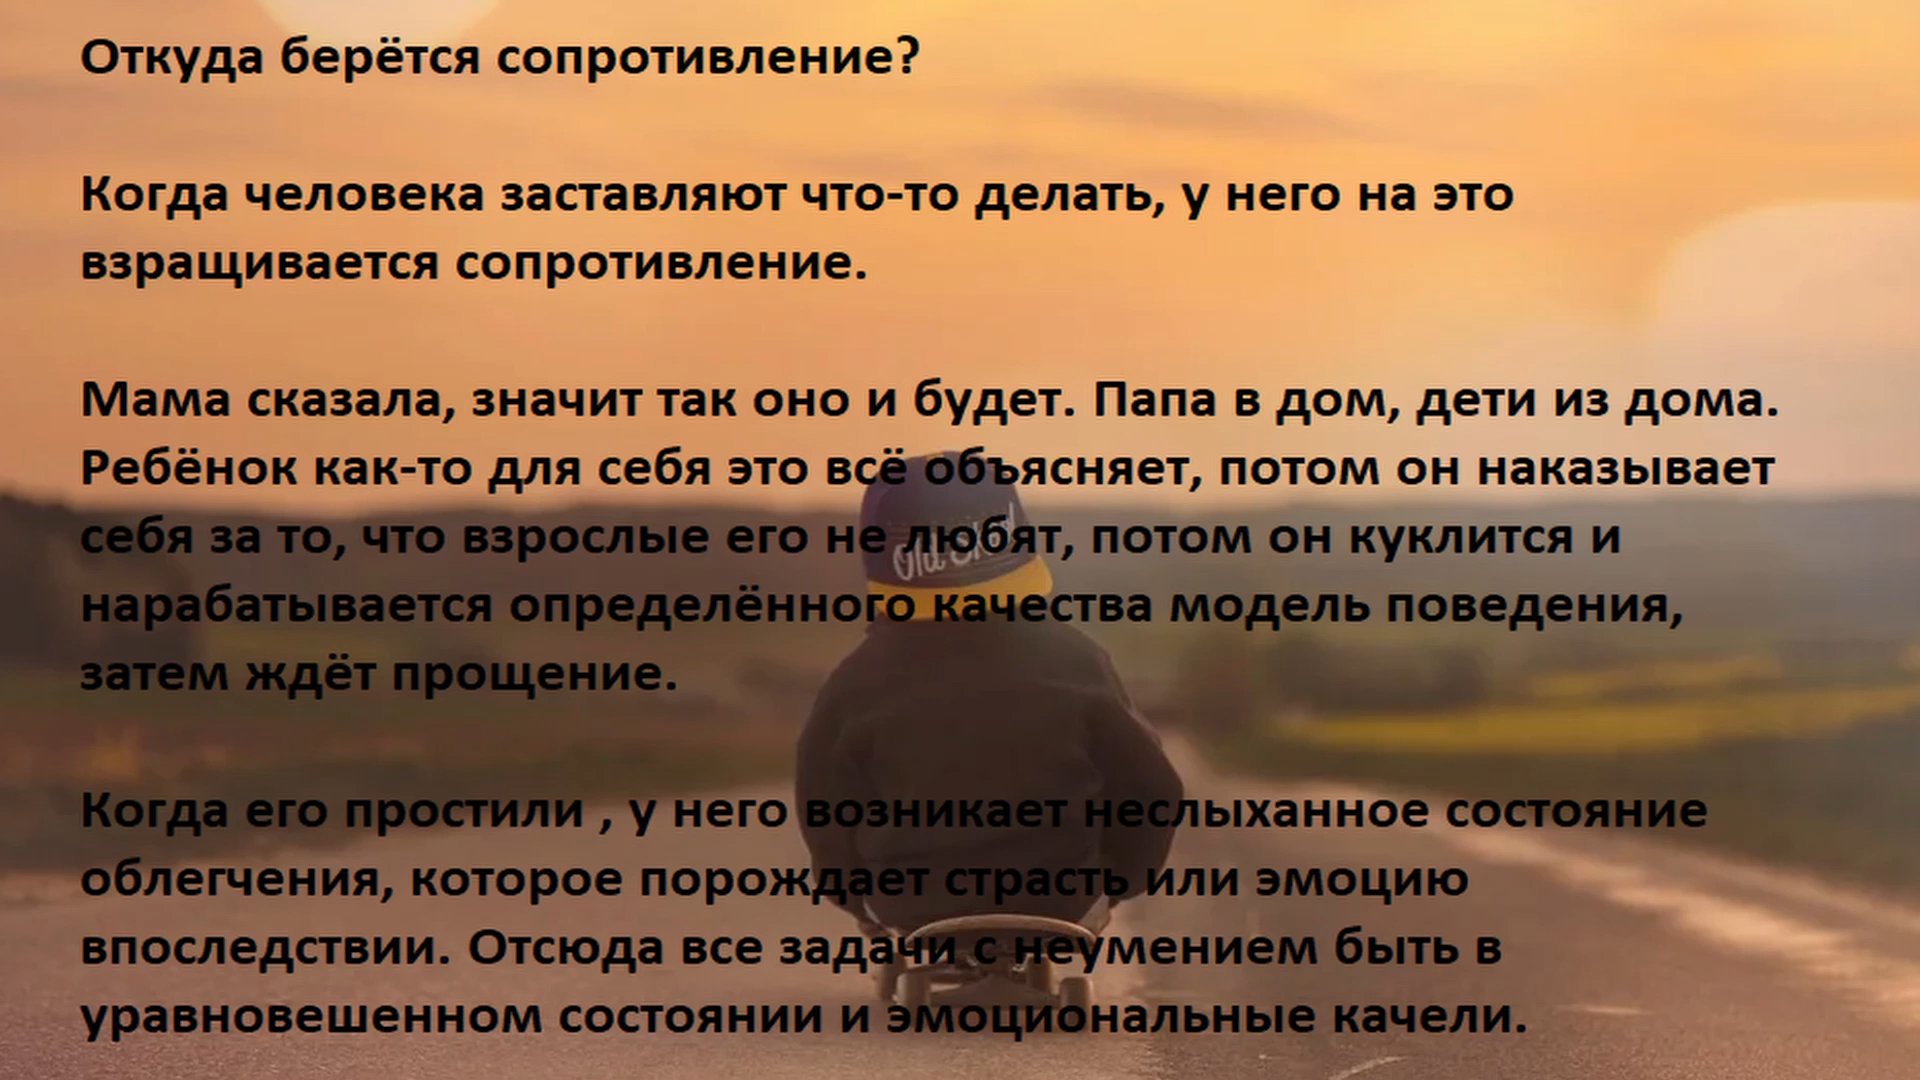 Откуда берётся сопротивление?
Когда человека заставляют что-то делать, у него на это
взращивается сопротивление.
Мама сказала, значит так оно и будет. Папа в дом, дети из дома.
Ребёнок как-то для себя это всё объясняет, потом он наказывает
себя за то, что взрослые его не любят, потом он куклится и
нарабатывается определённого качества модель поведения,
затем ждёт прощение.
Когда его простили , у него возникает неслыханное состояние
облегчения, которое порождает страсть или эмоцию
впоследствии. Отсюда все задачи с неумением быть в
уравновешенном состоянии и эмоциональные качели.
Old